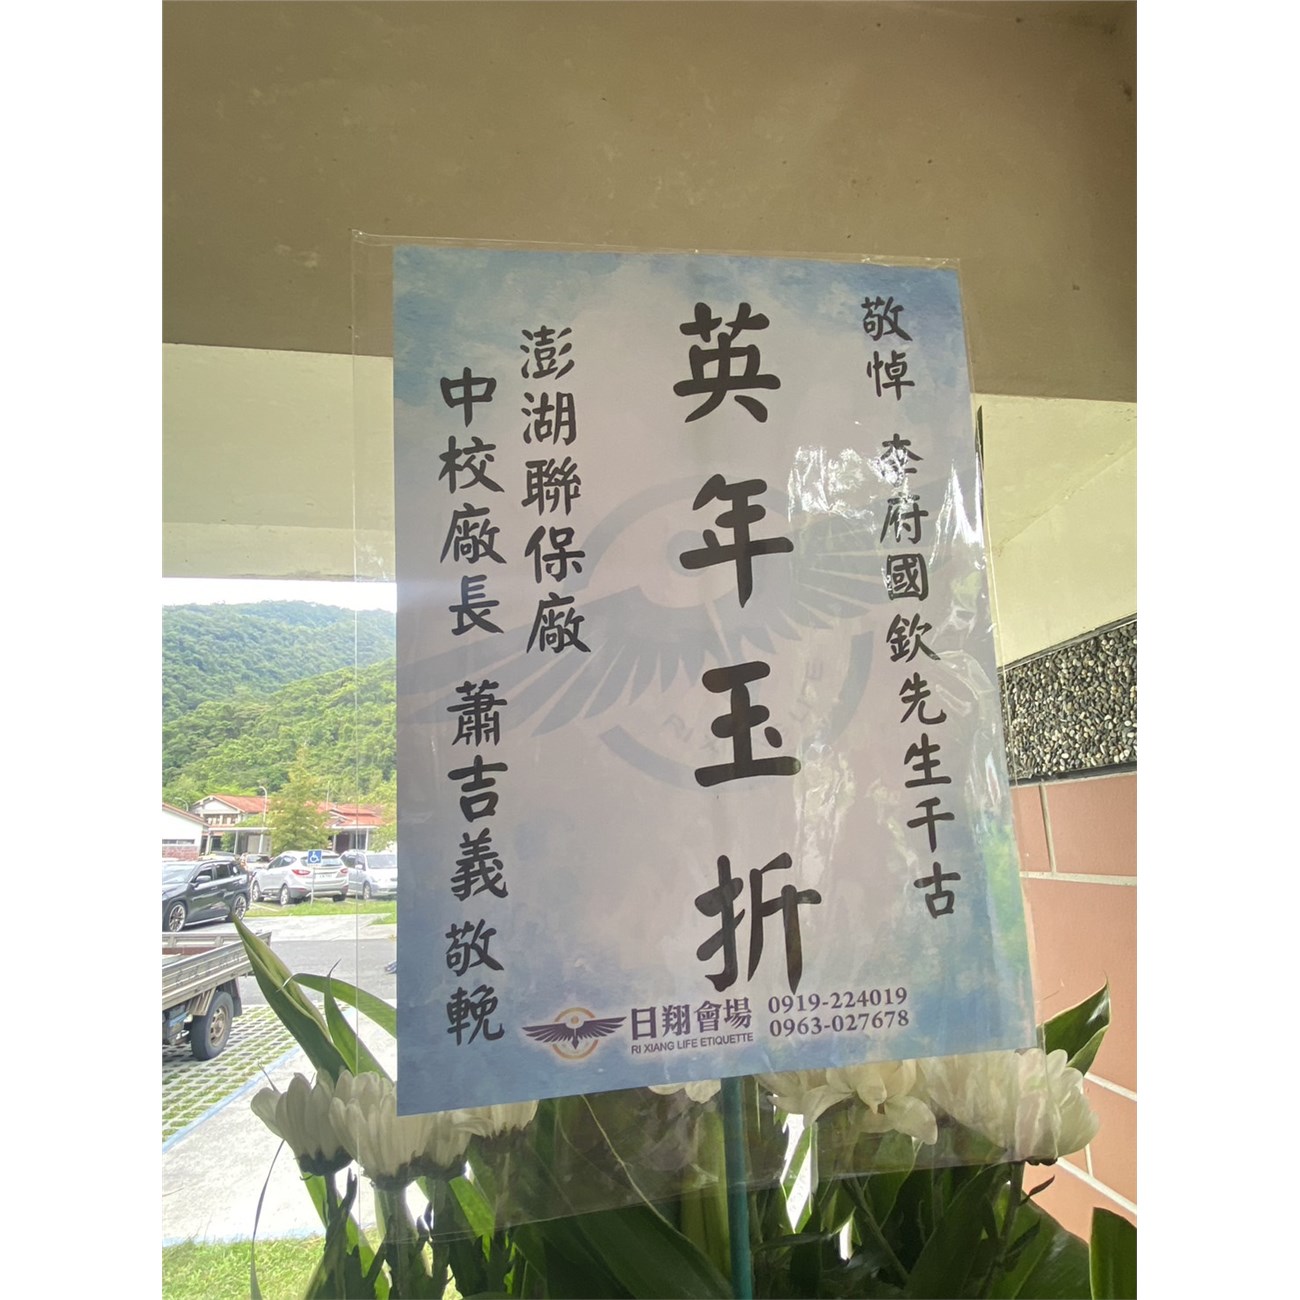 敬悼 李府國欽先生千古
英年玉折
澎湖聯保廠
中校廠長 蕭吉義 敬輓
日翔會場
RI XIANG LIFE ETIQUETTE
0919-224019
0963-027678